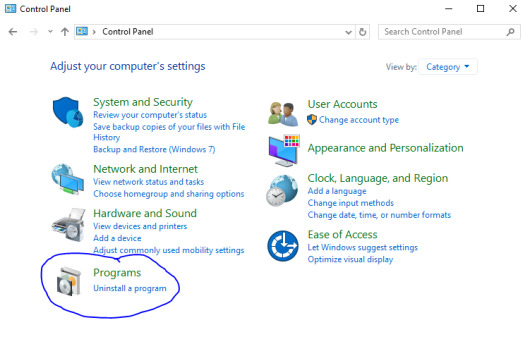 Control Panel
Control Panel
Search Control Panel
Adjust your computer's settings
View by: Category
System and Security
Review your computer's status
Save backup copies of your files with File
History
Backup and Restore (Windows 7)
Network and Internet
View network status and tasks
Choose homegroup and sharing options
Hardware and Sound
View devices and printers
Add a device
Adjust commonly used mobility settings
Programs
Uninstall a program
User Accounts
Change account type
Appearance and Personalization
Clock, Language, and Region
Add a language
Change input methods
Change date, time, or number formats
Ease of Access
Let Windows suggest settings
Optimize visual display